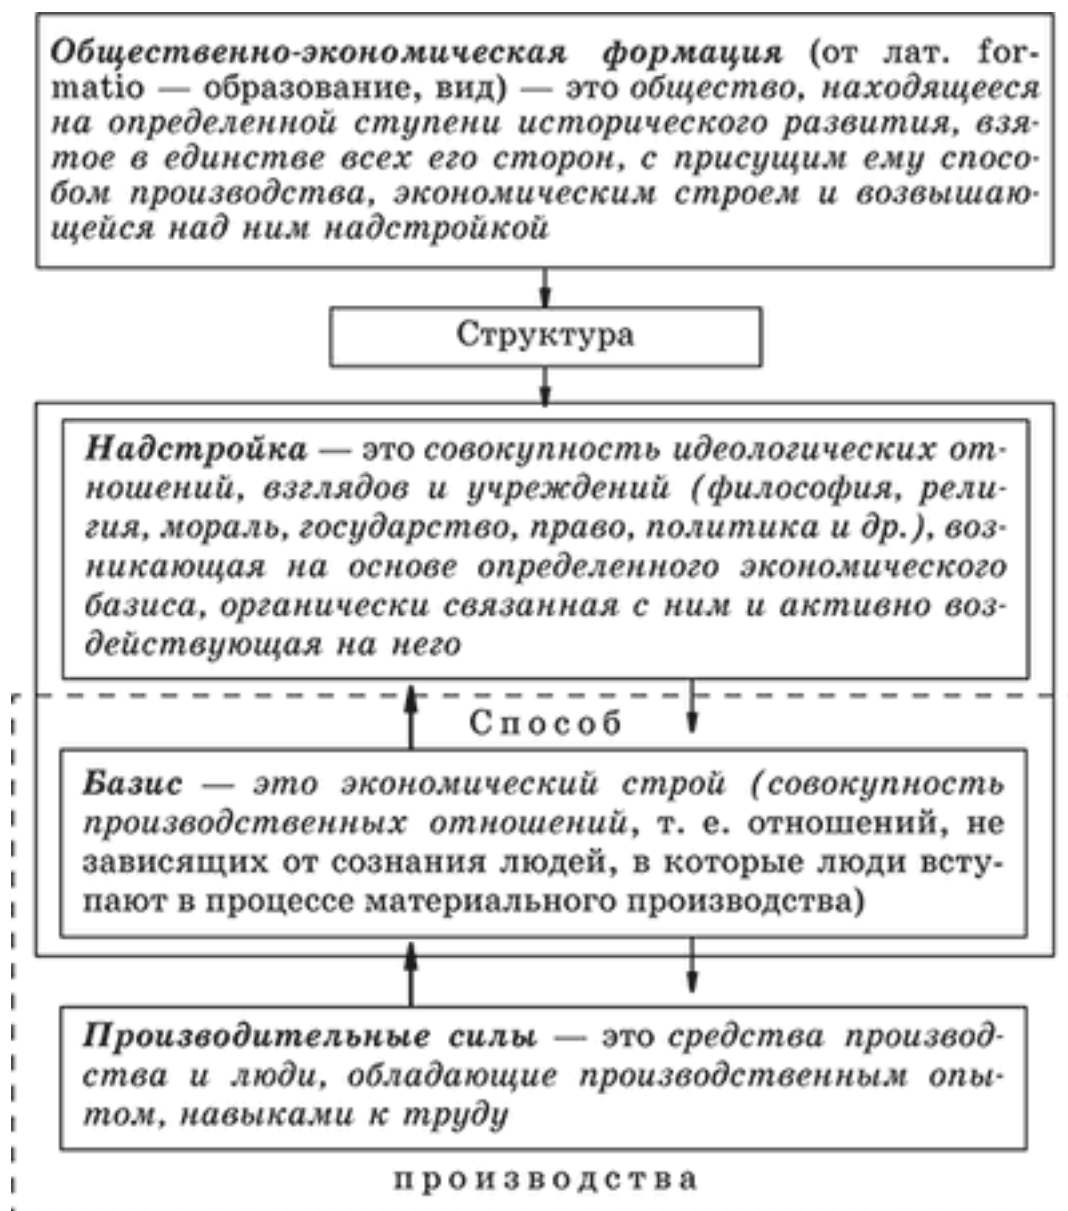 Общественно-экономическая формация (от лат. for-
matio — образование, вид) — это общество, находящееся
на определенной ступени исторического развития, взя-
тое в единстве всех его сторон, с присущим ему спосо-
бом производства, экономическим строем и возвышаю-
щейся над ним надстройкой
Структура
Надстройка — это совокупность идеологических от-
ношений, взглядов и учреждений (философия, рели-
гия, мораль, государство, право, политика и др.), воз-
никающая на основе определенного экономического
базиса, органически связанная с ним и активно воз-
действующая на него
Способ
Базис — это экономический строй (совокупность
производственных отношений, т. е. отношений, не
зависящих от сознания людей, в которые люди всту-
пают в процессе материального производства)
Производительные силы — это средства производ-
ства и люди, обладающие производственным опы-
том, навыками к труду
производства